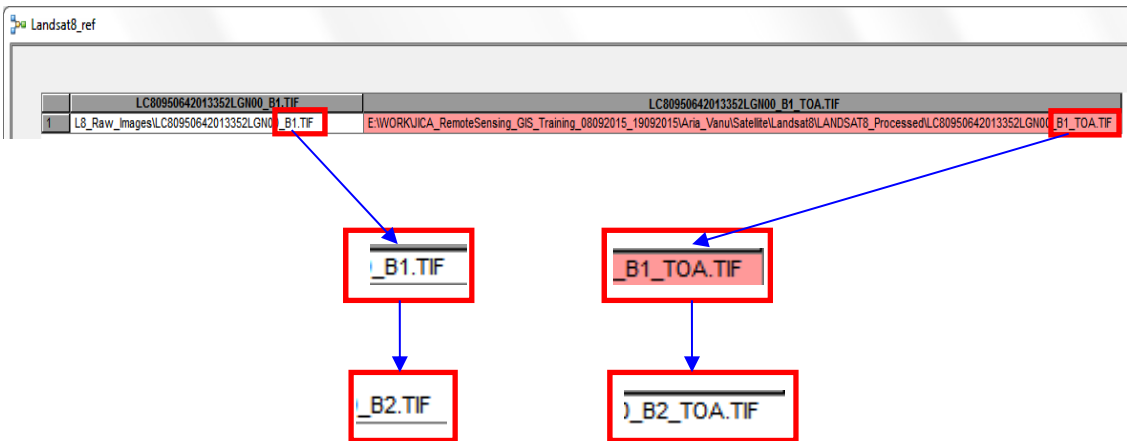 Landsat8_ref
LC80950642013352LGN00_B1.TIF LC80950642013352LGN00_B1_TOA.TIF
1 L8_Raw_Images\LC80950642013352LGN00_B1.TIF E:\WORK\JICA_RemoteSensing_GIS_Training_08092015_19092015\Aria_Vanu\Satellite\Landsat8\LANDSAT8_Processed\LC80950642013352LGN00_B1_TOA.TIF
_B1.TIF _B1_TOA.TIF
_B2.TIF _B2_TOA.TIF